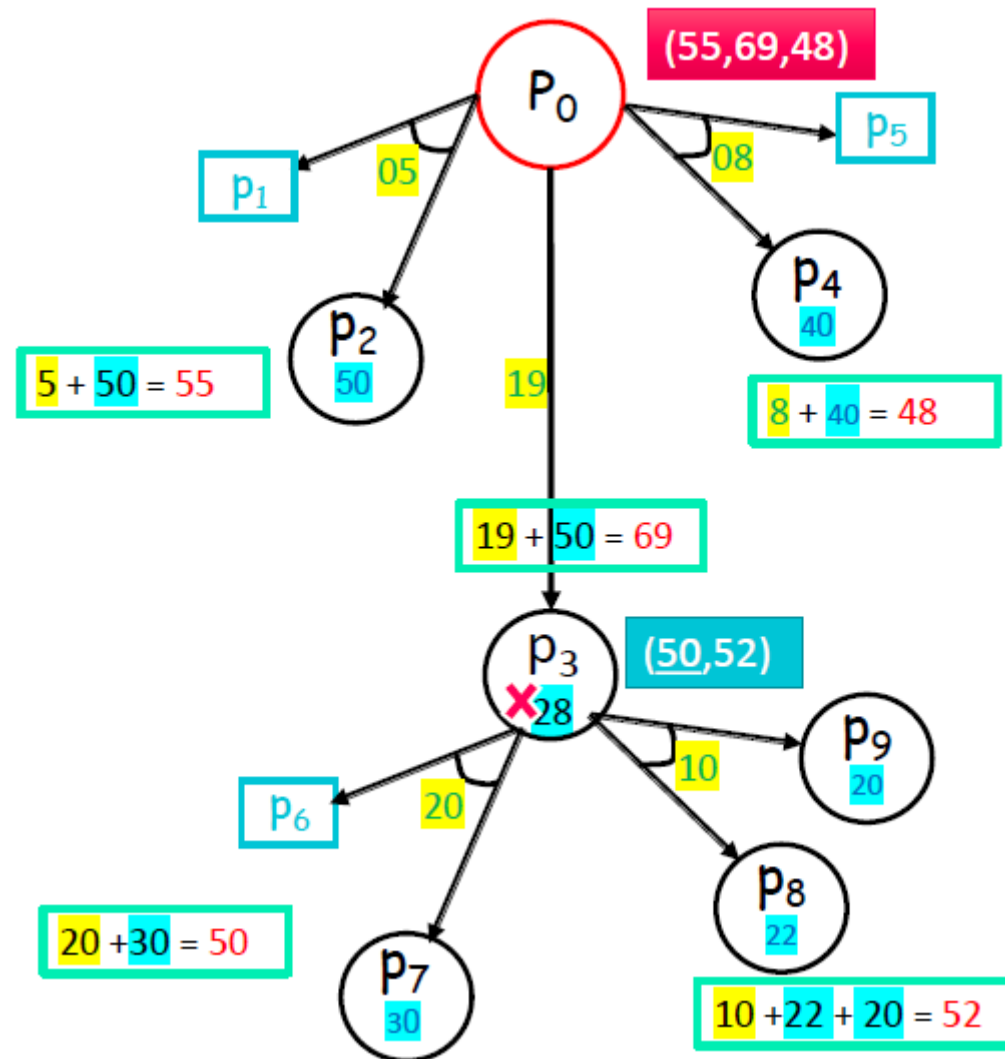 (55,69,48)
P₀
p₅
p₁
05
08
p₄
40
p₂
50
5 + 50 = 55
19
8 + 40 = 48
19 + 50 = 69
p₃
28
(50,52)
p₉
20
10
p₆
20
p₈
22
20 +30 = 50
p₇
30
10 +22 + 20 = 52